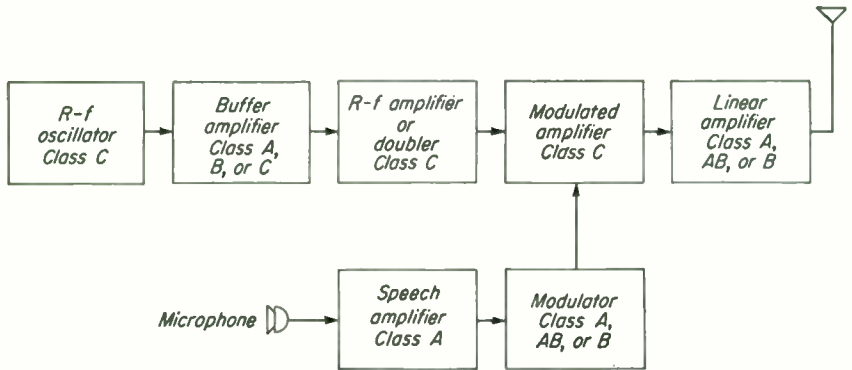 R-f
oscillator
Class C
Buffer
amplifier
Class A,
B, or C
R-f amplifier
or
doubler
Class C
Modulated
amplifier
Class C
Linear
amplifier
Class A,
AB, or B
Microphone
Speech
amplifier
Class A
Modulator
Class A,
AB, or B